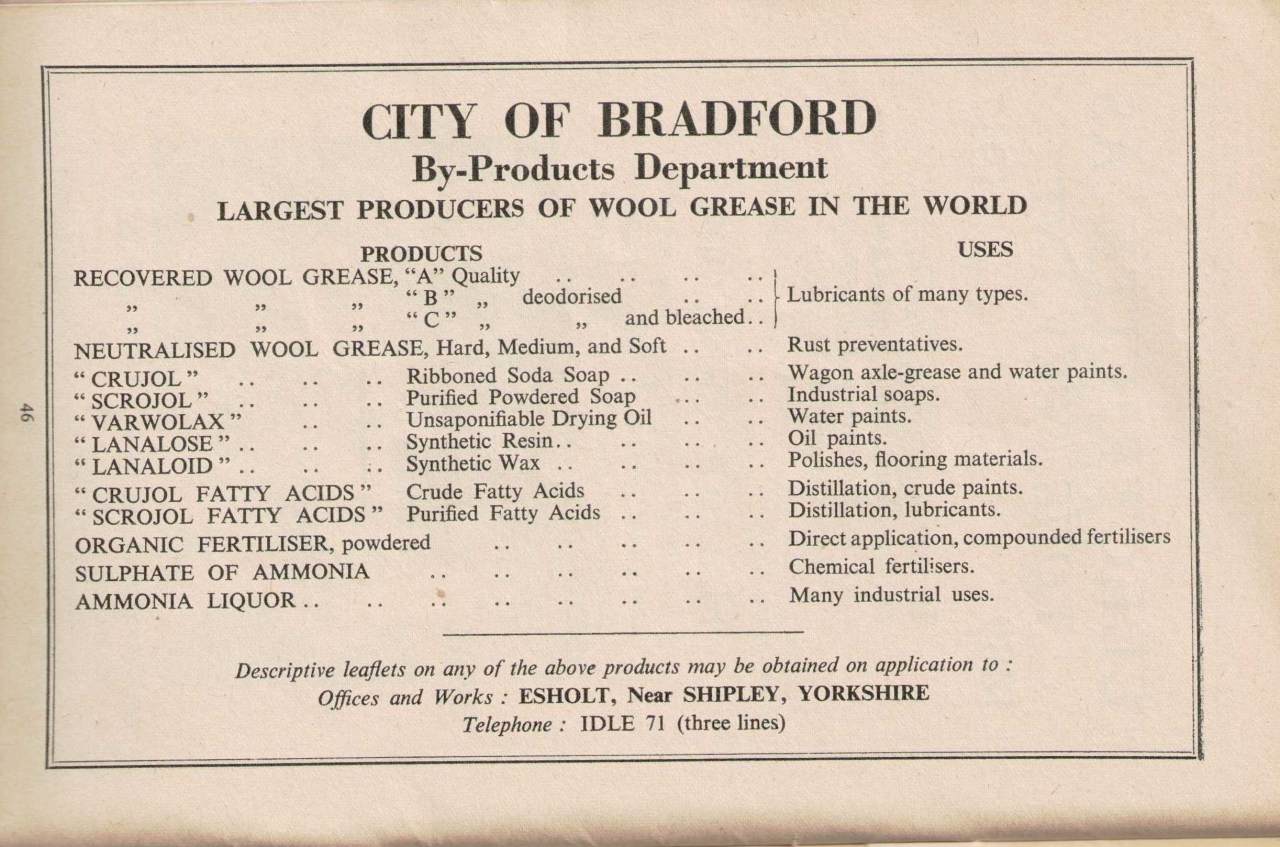 CITY OF BRADFORD
By-Products Department
LARGEST PRODUCERS OF WOOL GREASE IN THE WORLD
PRODUCTS USES
RECOVERED WOOL GREASE, “A” Quality .. .. .. ..
„ „ „ “B” „ deodorised .. .. Lubricants of many types.
„ „ „ “C” „ „ and bleached..
NEUTRALISED WOOL GREASE, Hard, Medium, and Soft .. .. Rust preventatives.
“CRUJOL” .. .. .. Ribboned Soda Soap .. .. .. Wagon axle-grease and water paints.
“SCROJOL” .. .. .. Purified Powdered Soap .. .. Industrial soaps.
“VARWOLAX” .. .. Unsaponifiable Drying Oil .. .. Water paints.
“LANALOSE” .. .. .. Synthetic Resin.. .. .. .. Oil paints.
“LANALOID” .. .. .. Synthetic Wax .. .. .. .. Polishes, flooring materials.
“CRUJOL FATTY ACIDS” Crude Fatty Acids .. .. .. Distillation, crude paints.
“SCROJOL FATTY ACIDS” Purified Fatty Acids .. .. .. Distillation, lubricants.
ORGANIC FERTILISER, powdered .. .. .. .. .. Direct application, compounded fertilisers
SULPHATE OF AMMONIA .. .. .. .. .. .. Chemical fertilisers.
AMMONIA LIQUOR .. .. .. .. .. .. .. .. Many industrial uses.
Descriptive leaflets on any of the above products may be obtained on application to :
Offices and Works : ESHOLT, Near SHIPLEY, YORKSHIRE
Telephone : IDLE 71 (three lines)
46